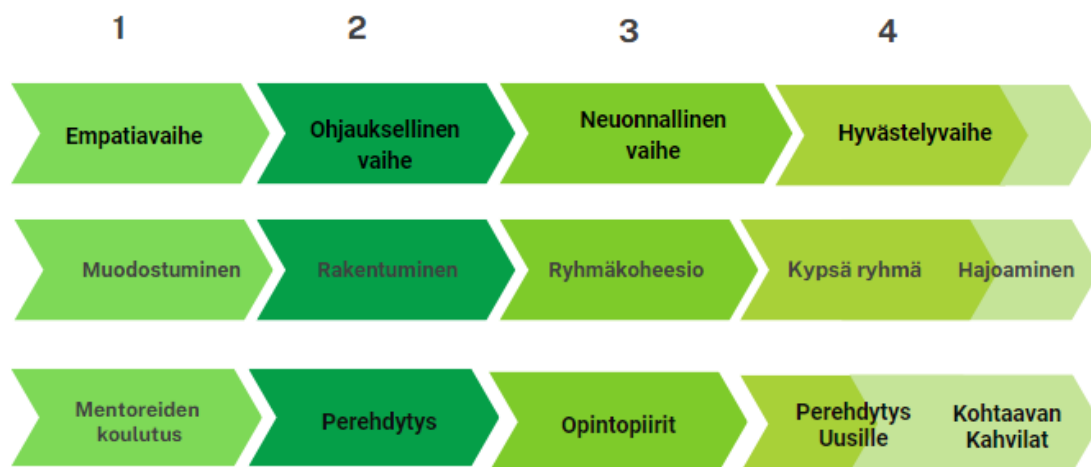 1 2 3 4
Empatiavaihe
Ohjauksellinen
vaihe
Neuonnallinen
vaihe
Hyvästelyvaihe
Muodostuminen
Rakentuminen
Ryhmäkoheesio
Kypsä ryhmä
Hajoaminen
Mentoreiden
koulutus
Perehdytys
Opintopiirit
Perehdytys
Uusille
Kohtaavan
Kahvilat